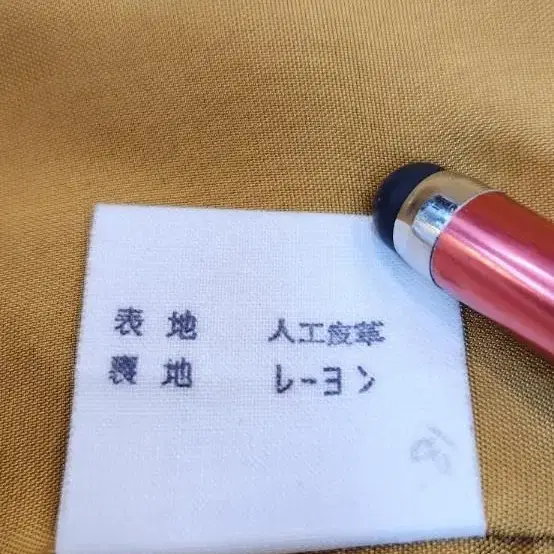 表地 人工皮革
裏地 レーヨン